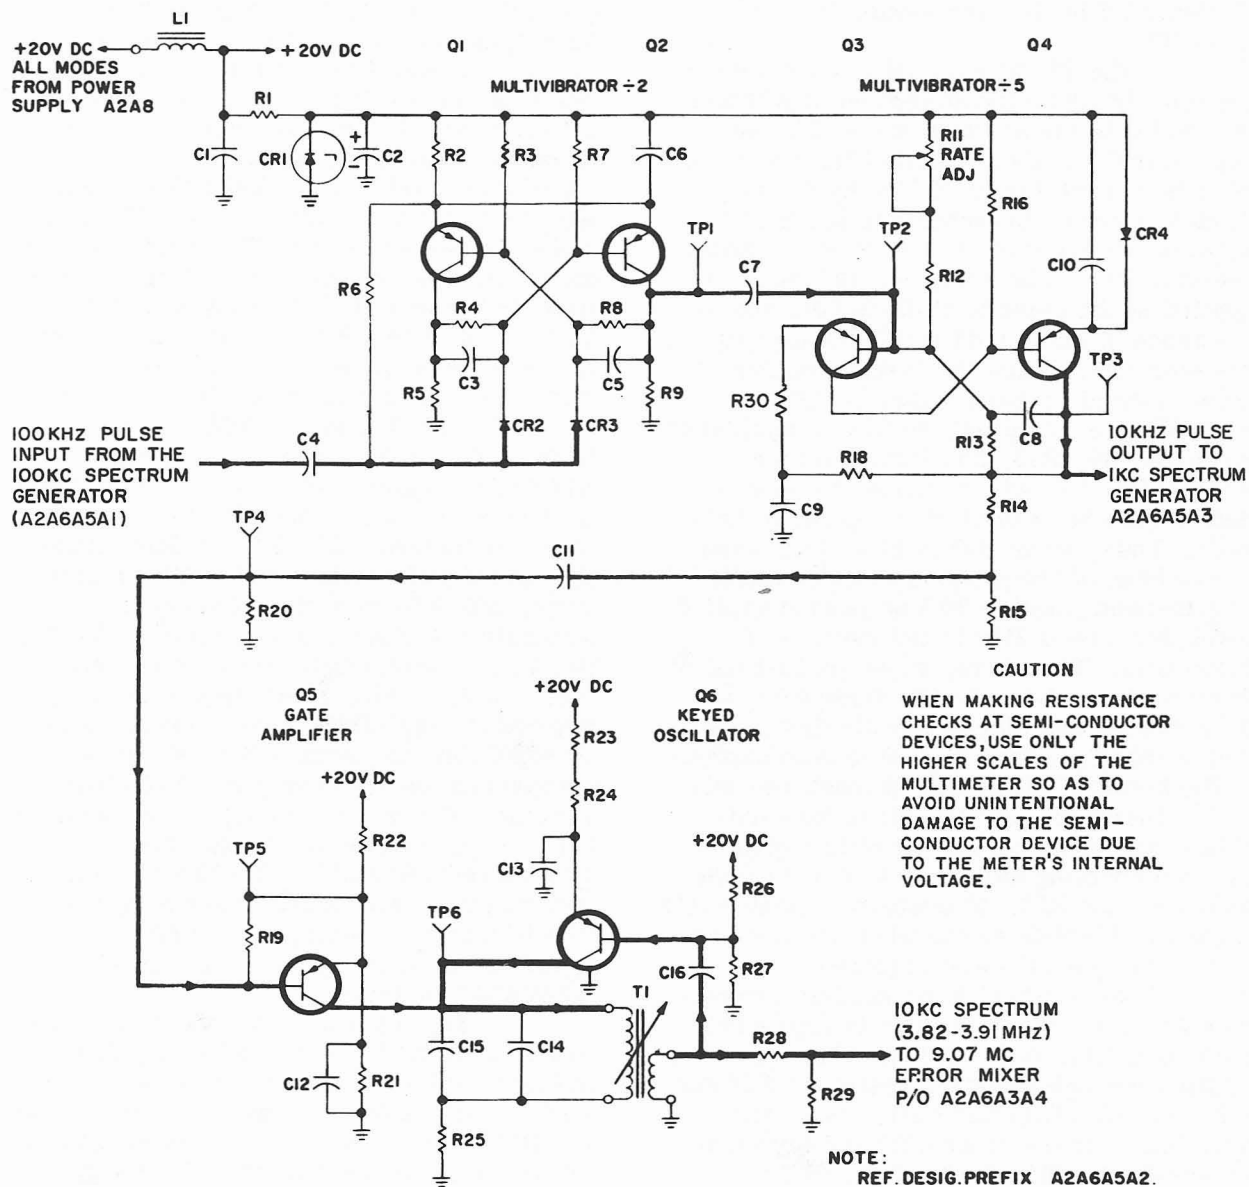 L1
+20V DC
ALL MODES
FROM POWER
SUPPLY A2A8
+20V DC
Q1
Q2
Q3
Q4
MULTIVIBRATOR÷2
MULTIVIBRATOR÷5
R1
C1
CR1
+
−
C2
R2
R3
R7
C6
R11
RATE
ADJ
R16
C10
CR4
R6
TP1
C7
TP2
R12
R4
R8
C3
C5
R5
R9
CR2
CR3
R30
TP3
C8
R13
R18
R14
C9
R15
100KHZ PULSE
INPUT FROM THE
100KC SPECTRUM
GENERATOR
(A2A6A5A1)
C4
10KHZ PULSE
OUTPUT TO
1KC SPECTRUM
GENERATOR
A2A6A5A3
TP4
C11
R20
CAUTION
WHEN MAKING RESISTANCE
CHECKS AT SEMI-CONDUCTOR
DEVICES, USE ONLY THE
HIGHER SCALES OF THE
MULTIMETER SO AS TO
AVOID UNINTENTIONAL
DAMAGE TO THE SEMI-
CONDUCTOR DEVICE DUE
TO THE METER'S INTERNAL
VOLTAGE.
Q5
GATE
AMPLIFIER
+20V DC
Q6
KEYED
OSCILLATOR
+20V DC
R23
R24
C13
R22
TP5
R19
TP6
+20V DC
R26
R27
C16
T1
C15
C14
C12
R21
R25
R28
R29
10KC SPECTRUM
(3.82-3.91 MHz)
TO 9.07 MC
ERROR MIXER
P/O A2A6A3A4
NOTE:
REF. DESIG. PREFIX A2A6A5A2.